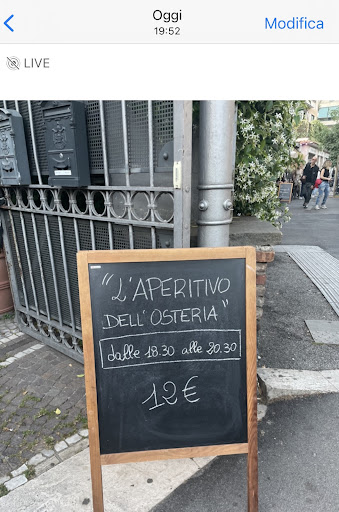 Oggi
19:52
Modifica
LIVE
"L'APERITIVO
DELL'OSTERIA"
dalle 18.30 alle 20.30
12€